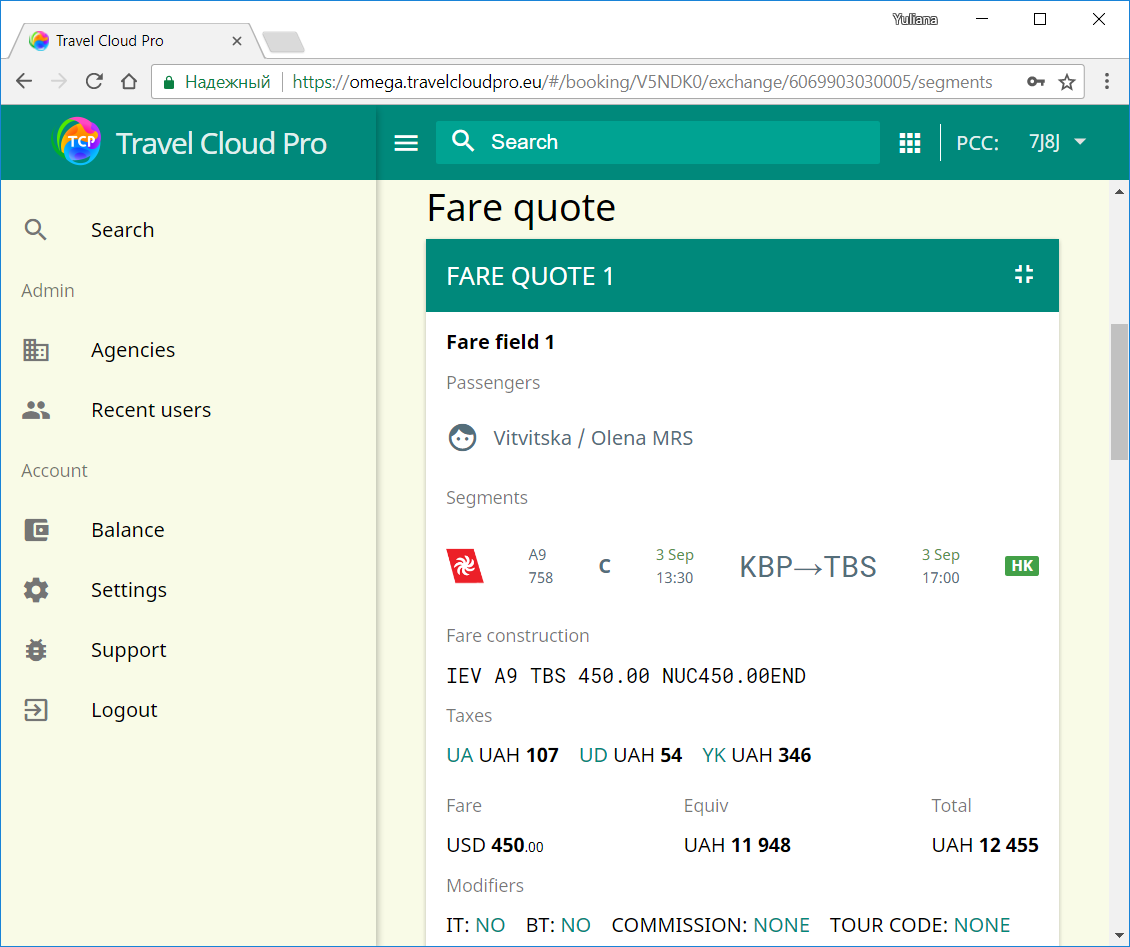 Yuliana
Travel Cloud Pro
Надежный https://omega.travelcloudpro.eu/#/booking/V5NDK0/exchange/6069903030005/segments
TCP Travel Cloud Pro Search PCC: 7J8J
Search
Admin
Agencies
Recent users
Account
Balance
Settings
Support
Logout
Fare quote
FARE QUOTE 1
Fare field 1
Passengers
Vitvitska / Olena MRS
Segments
A9 3 Sep 3 Sep
C KBP→TBS HK
758 13:30 17:00
Fare construction
IEV A9 TBS 450.00 NUC450.00END
Taxes
UA UAH 107 UD UAH 54 YK UAH 346
Fare Equiv Total
USD 450.00 UAH 11 948 UAH 12 455
Modifiers
IT: NO BT: NO COMMISSION: NONE TOUR CODE: NONE